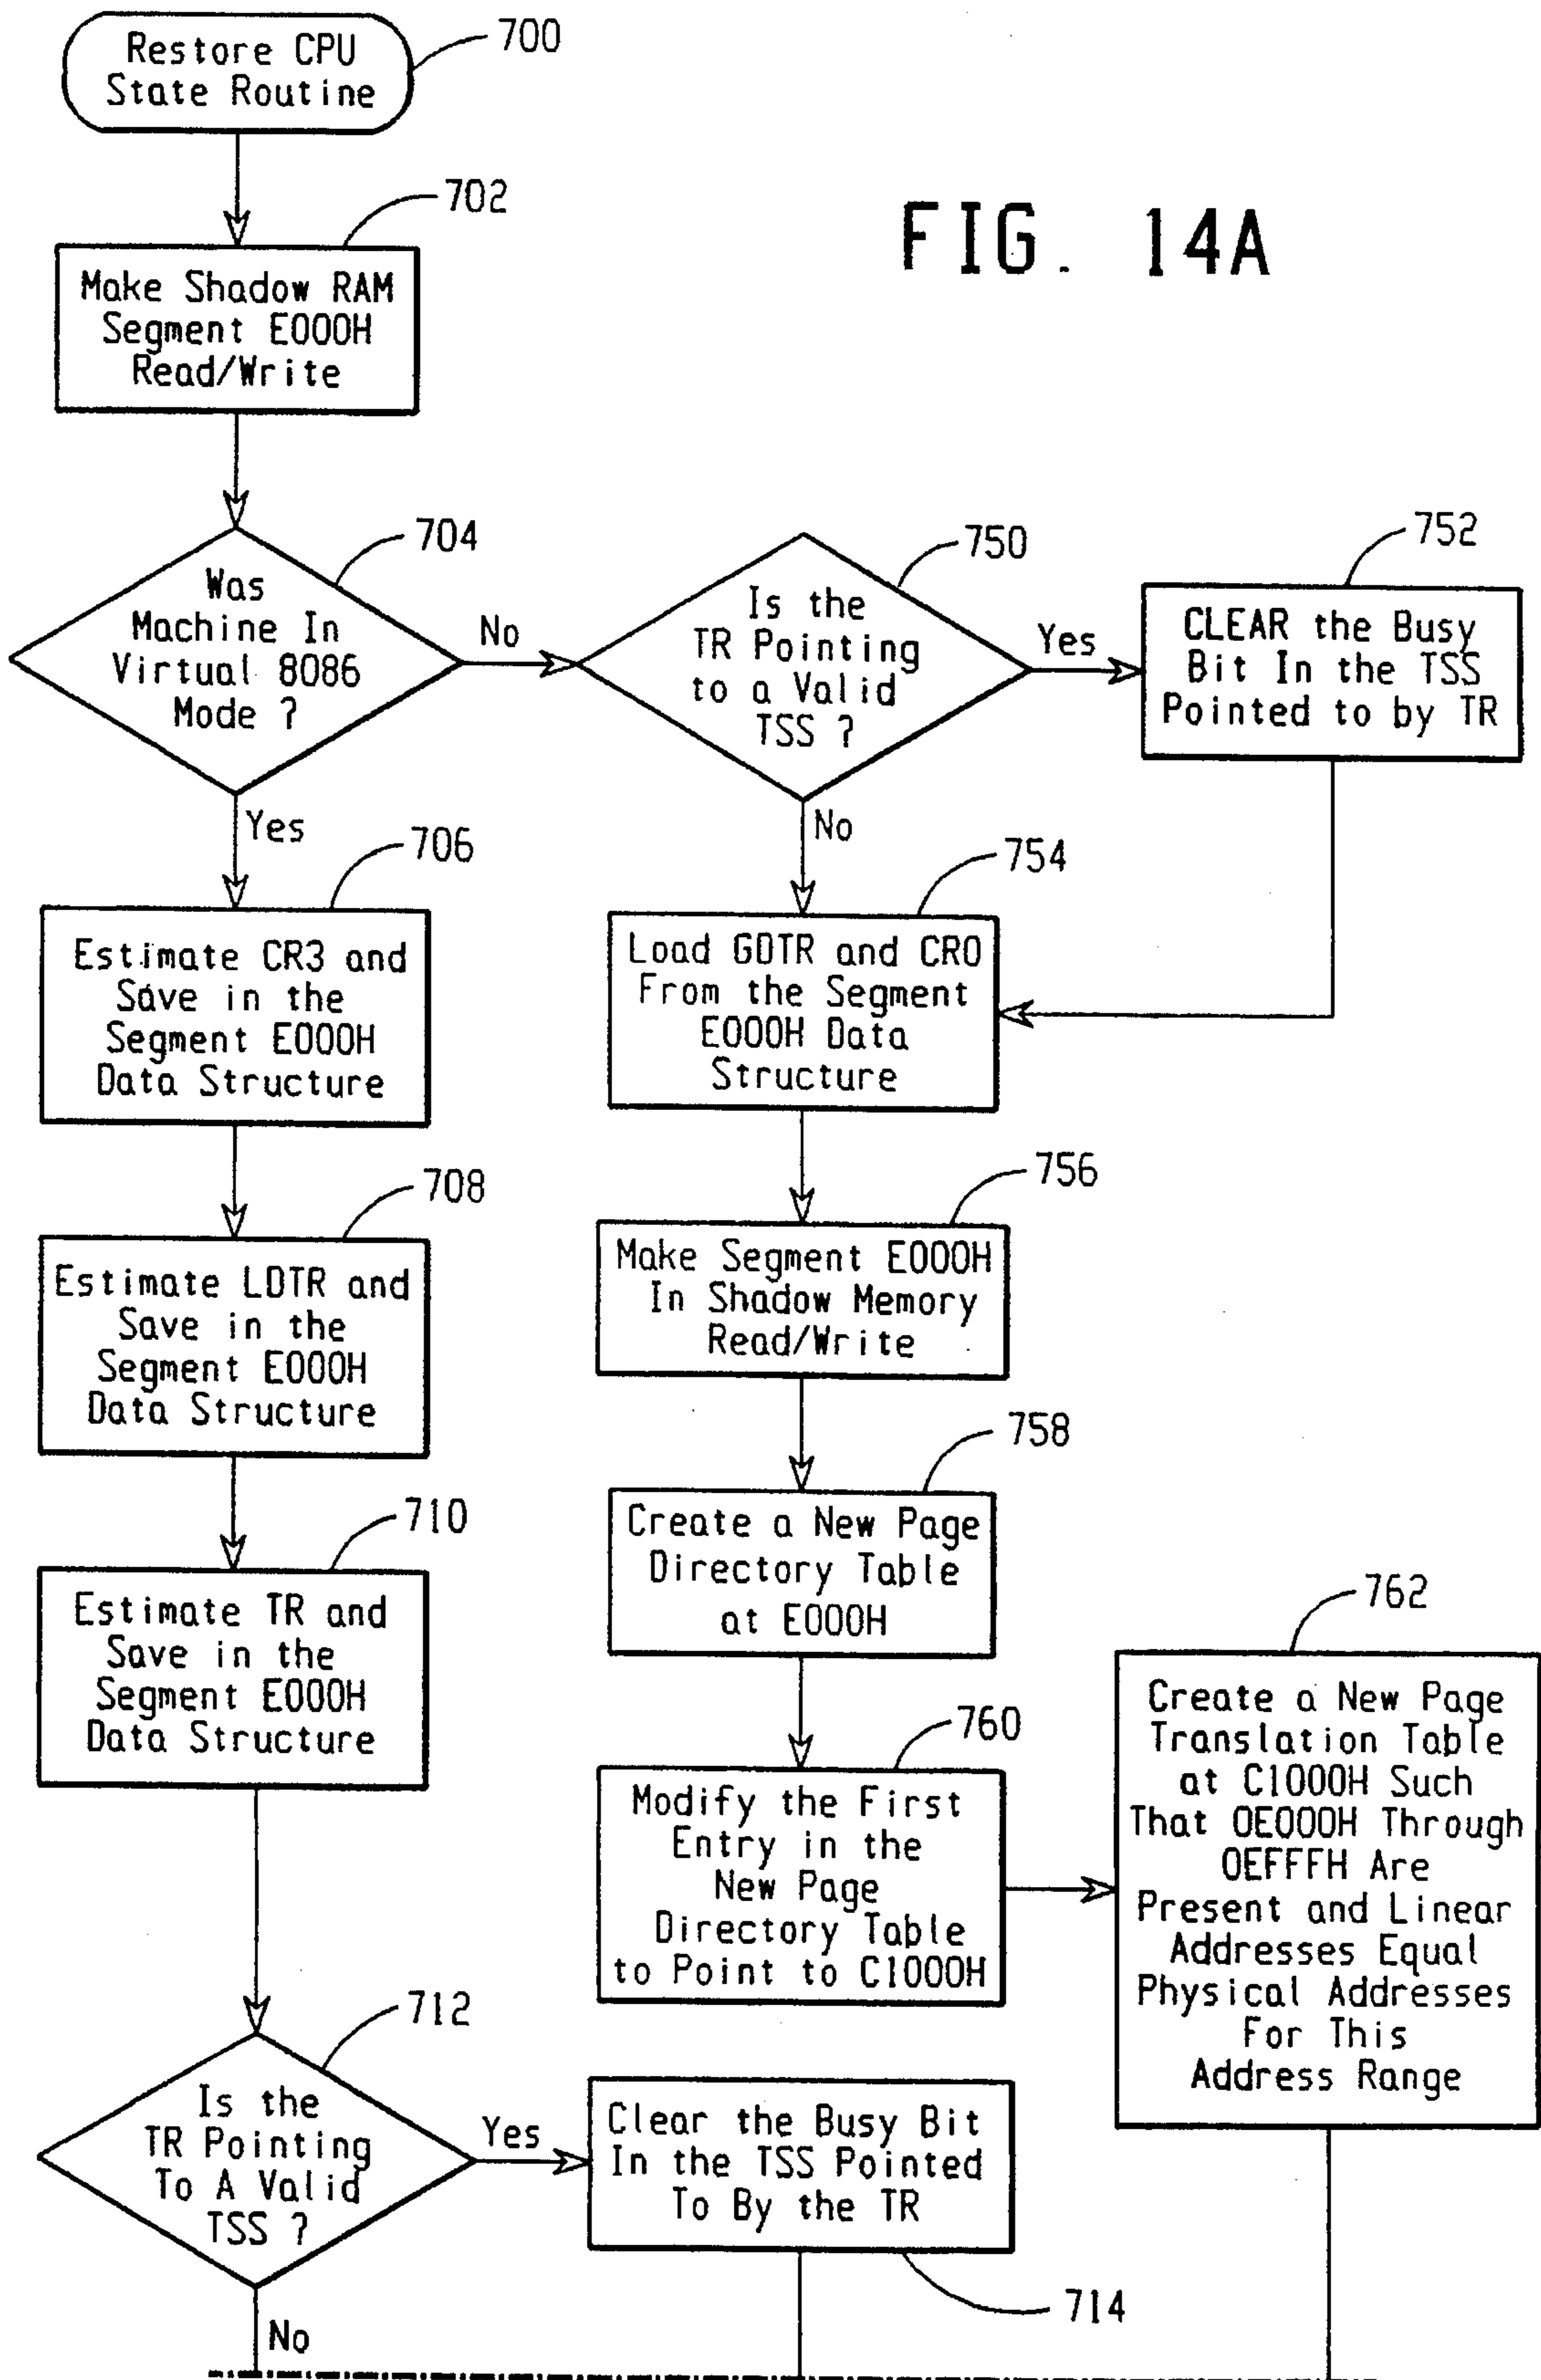 Restore CPU
State Routine
700
702
Make Shadow RAM
Segment E000H
Read/Write
FIG. 14A
704
Was
Machine In
Virtual 8086
Mode ?
No
Yes
750
Is the
TR Pointing
to a Valid
TSS ?
Yes
No
752
CLEAR the Busy
Bit In the TSS
Pointed to by TR
706
Estimate CR3 and
Save in the
Segment E000H
Data Structure
754
Load GDTR and CR0
From the Segment
E000H Data
Structure
708
Estimate LDTR and
Save in the
Segment E000H
Data Structure
756
Make Segment E000H
In Shadow Memory
Read/Write
710
Estimate TR and
Save in the
Segment E000H
Data Structure
758
Create a New Page
Directory Table
at E000H
760
Modify the First
Entry in the
New Page
Directory Table
to Point to C1000H
762
Create a New Page
Translation Table
at C1000H Such
That 0E000H Through
0EFFFH Are
Present and Linear
Addresses Equal
Physical Addresses
For This
Address Range
712
Is the
TR Pointing
To A Valid
TSS ?
Yes
No
Clear the Busy Bit
In the TSS Pointed
To By the TR
714